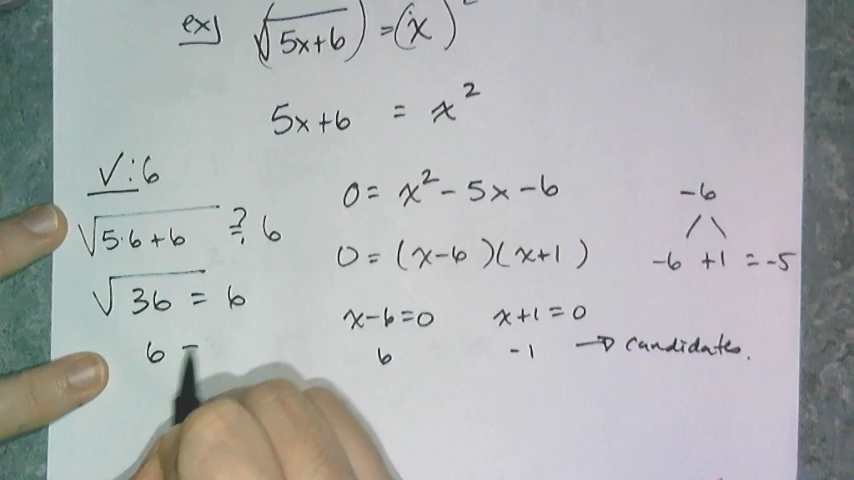 ex) (√5x+6) = (x)²
5x+6 = x²
√:6
√5·6+6 ≟ 6
√36 = 6
6 =
0 = x² - 5x - 6
0 = (x-6)(x+1)
x-6=0 x+1=0
6 -1 → candidates.
-6
-6 +1 = -5